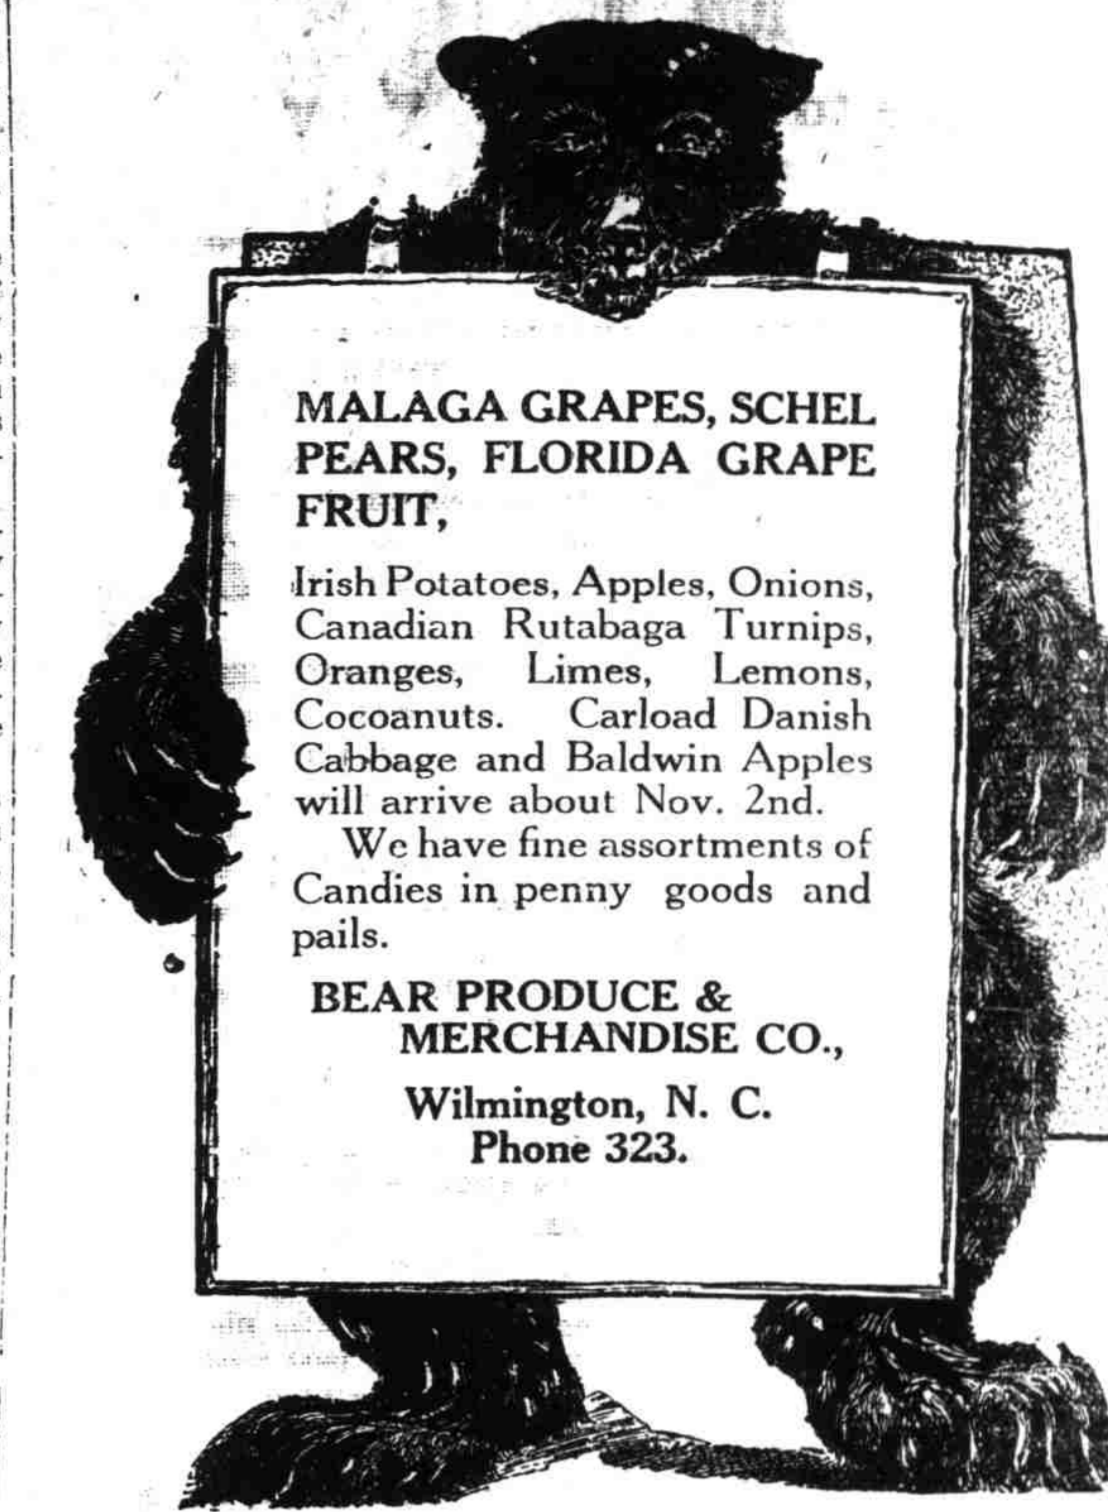 MALAGA GRAPES, SCHEL
PEARS, FLORIDA GRAPE
FRUIT,
Irish Potatoes, Apples, Onions,
Canadian Rutabaga Turnips,
Oranges, Limes, Lemons,
Cocoanuts. Carload Danish
Cabbage and Baldwin Apples
will arrive about Nov. 2nd.
We have fine assortments of
Candies in penny goods and
pails.
BEAR PRODUCE &
MERCHANDISE CO.,
Wilmington, N. C.
Phone 323.